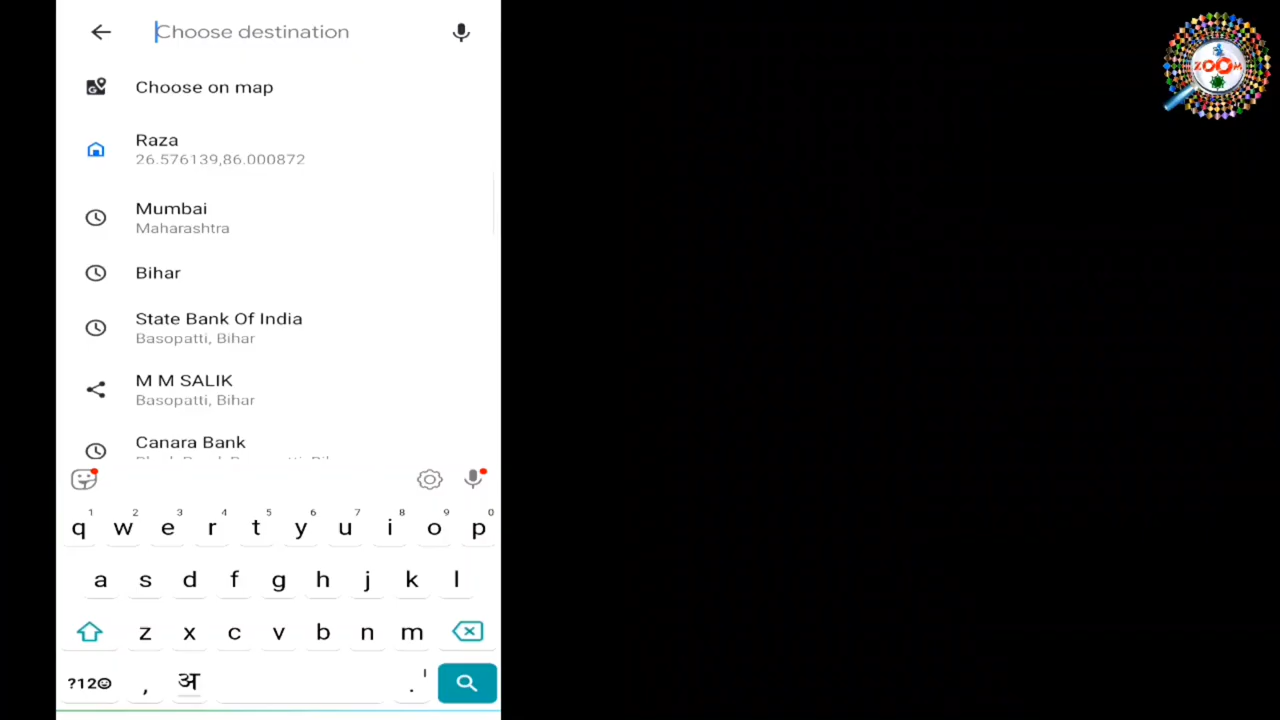 Choose destination
Choose on map
Raza
26.576139,86.000872
Mumbai
Maharashtra
Bihar
State Bank Of India
Basopatti, Bihar
M M SALIK
Basopatti, Bihar
Canara Bank
1 2 3 4 5 6 7 8 9 0
q w e r t y u i o p
a s d f g h j k l
z x c v b n m
?12 , अ . '
ZOOM